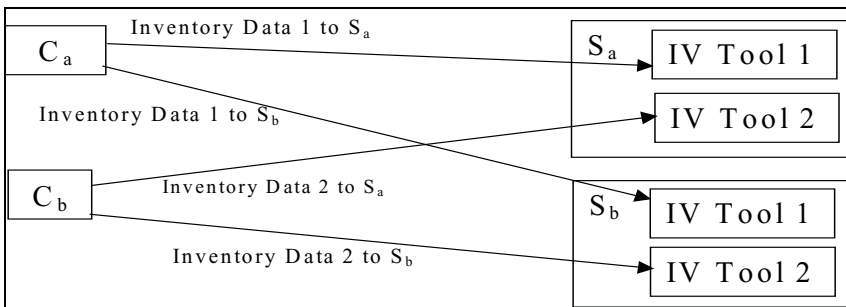 Inventory Data 1 to Sa
Ca
Sa
IV Tool 1
IV Tool 2
Inventory Data 1 to Sb
Cb
Inventory Data 2 to Sa
Sb
IV Tool 1
IV Tool 2
Inventory Data 2 to Sb